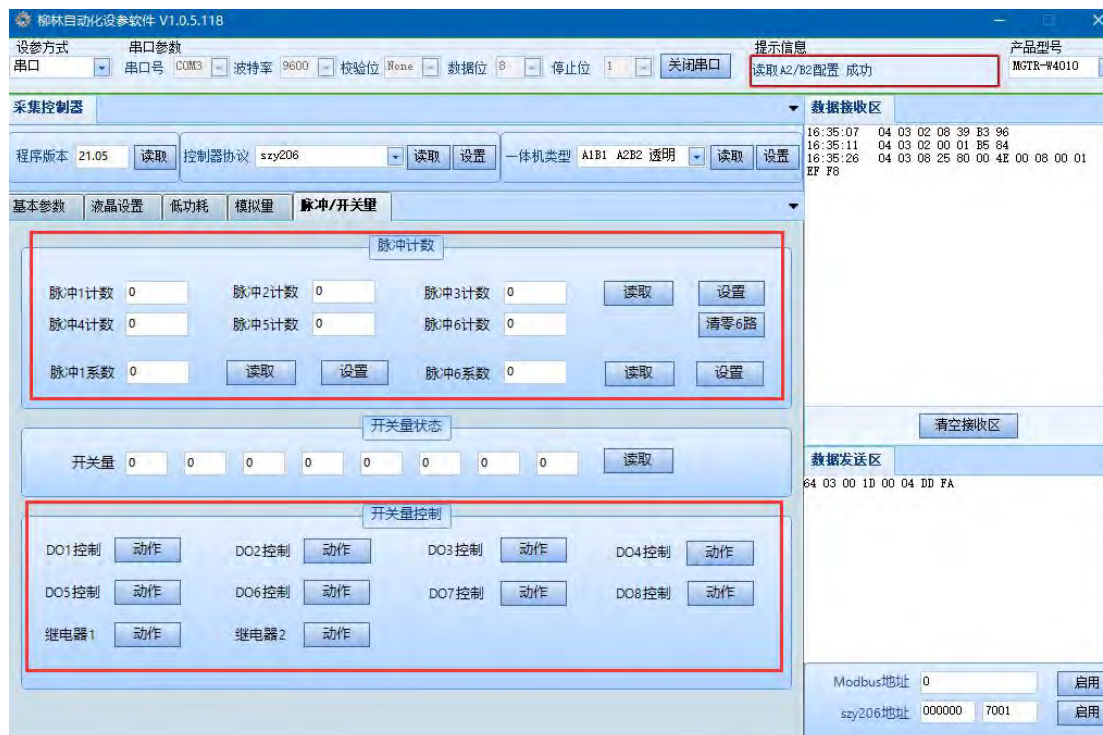 柳林自动化设参软件 V1.0.5.118
设参方式 串口参数 提示信息 产品型号
串口 串口号 COM3 波特率 9600 校验位 None 数据位 8 停止位 1 关闭串口 读取A2/B2配置 成功 MGTR-W4010
采集控制器 数据接收区
程序版本 21.05 读取 控制器协议 szy206 读取 设置 一体机类型 A1B1 A2B2 透明 读取 设置
16:35:07 04 03 02 08 39 B3 96
16:35:11 04 03 02 00 01 B5 84
16:35:26 04 03 08 25 80 00 4E 00 08 00 01
EF F8
基本参数 液晶设置 低功耗 模拟量 脉冲/开关量
脉冲计数
脉冲1计数 0 脉冲2计数 0 脉冲3计数 0 读取 设置
脉冲4计数 0 脉冲5计数 0 脉冲6计数 0 清零6路
脉冲1系数 0 读取 设置 脉冲6系数 0 读取 设置
清空接收区
开关量状态
开关量 0 0 0 0 0 0 0 0 读取
数据发送区
64 03 00 1D 00 04 DD FA
开关量控制
DO1控制 动作 DO2控制 动作 DO3控制 动作 DO4控制 动作
DO5控制 动作 DO6控制 动作 DO7控制 动作 DO8控制 动作
继电器1 动作 继电器2 动作
Modbus地址 0 启用
szy206地址 000000 7001 启用